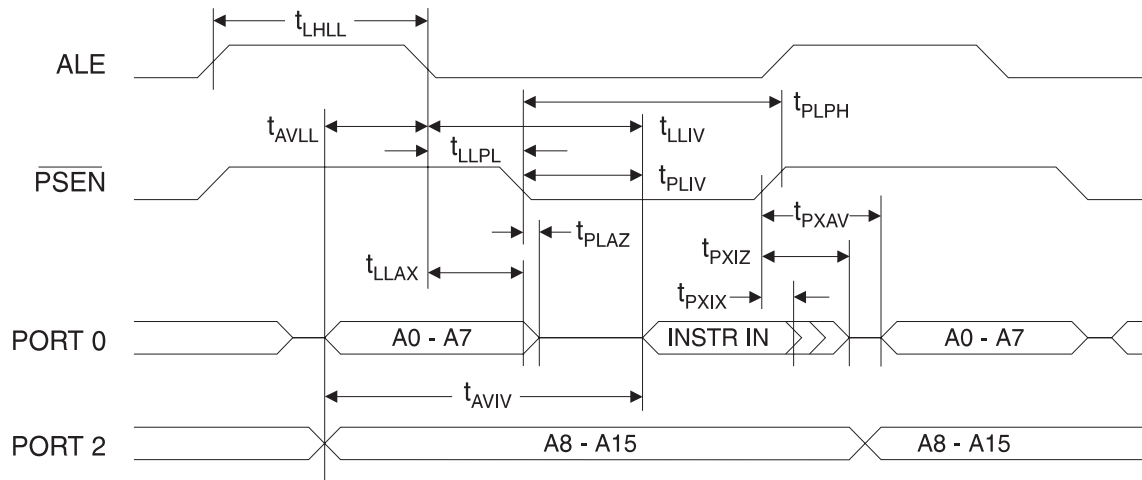 tLHLL
ALE
tPLPH
tAVLL
tLLIV
tLLPL
PSEN
tPLIV
tPXAV
tPLAZ
tPXIZ
tLLAX
tPXIX
PORT 0
A0 - A7
INSTR IN
A0 - A7
tAVIV
PORT 2
A8 - A15
A8 - A15